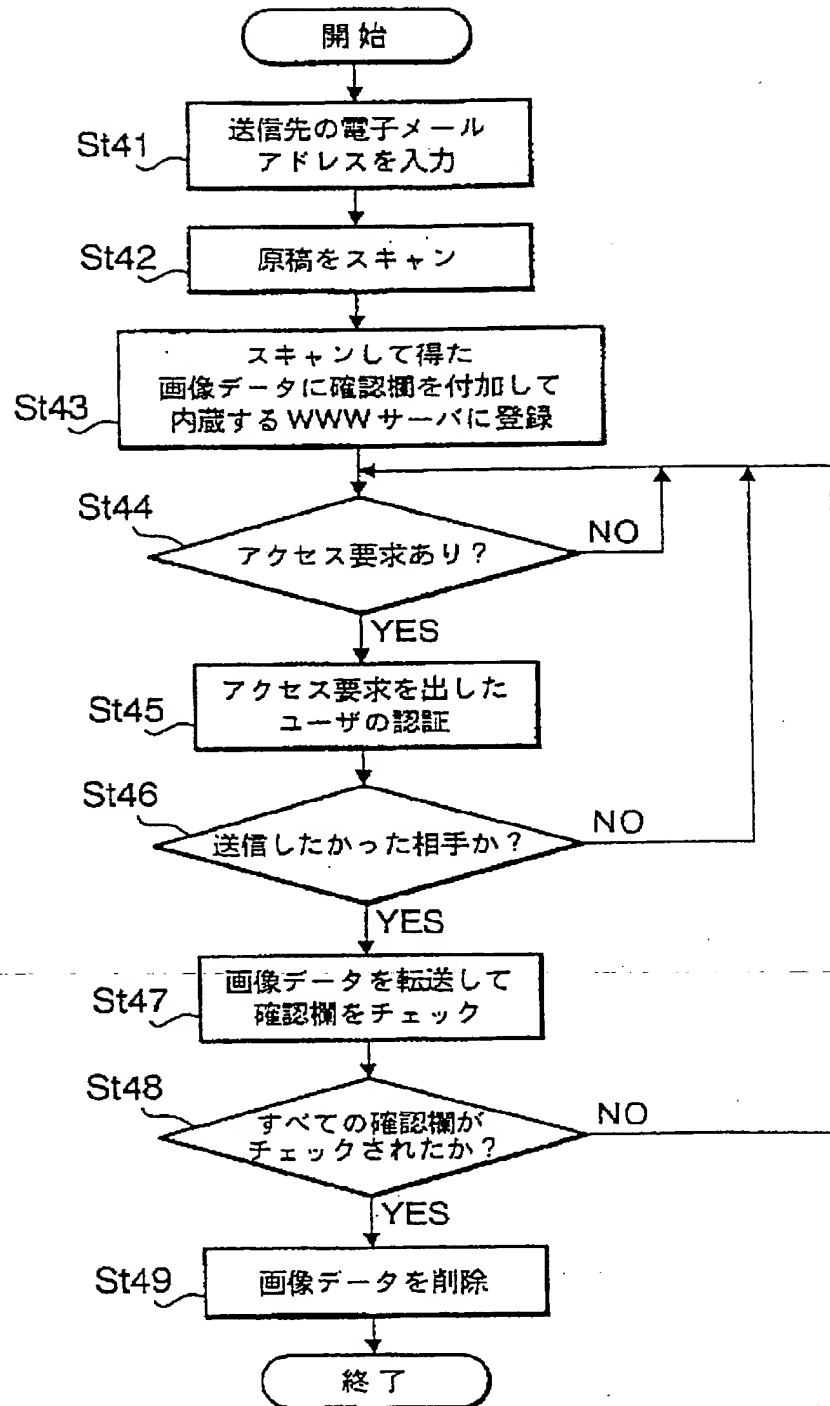 開始
St41
送信先の電子メール
アドレスを入力
St42
原稿をスキャン
St43
スキャンして得た
画像データに確認欄を付加して
内蔵するWWWサーバに登録
St44
アクセス要求あり?
NO
YES
St45
アクセス要求を出した
ユーザの認証
St46
送信したかった相手か?
NO
YES
St47
画像データを転送して
確認欄をチェック
St48
すべての確認欄が
チェックされたか?
NO
YES
St49
画像データを削除
終了